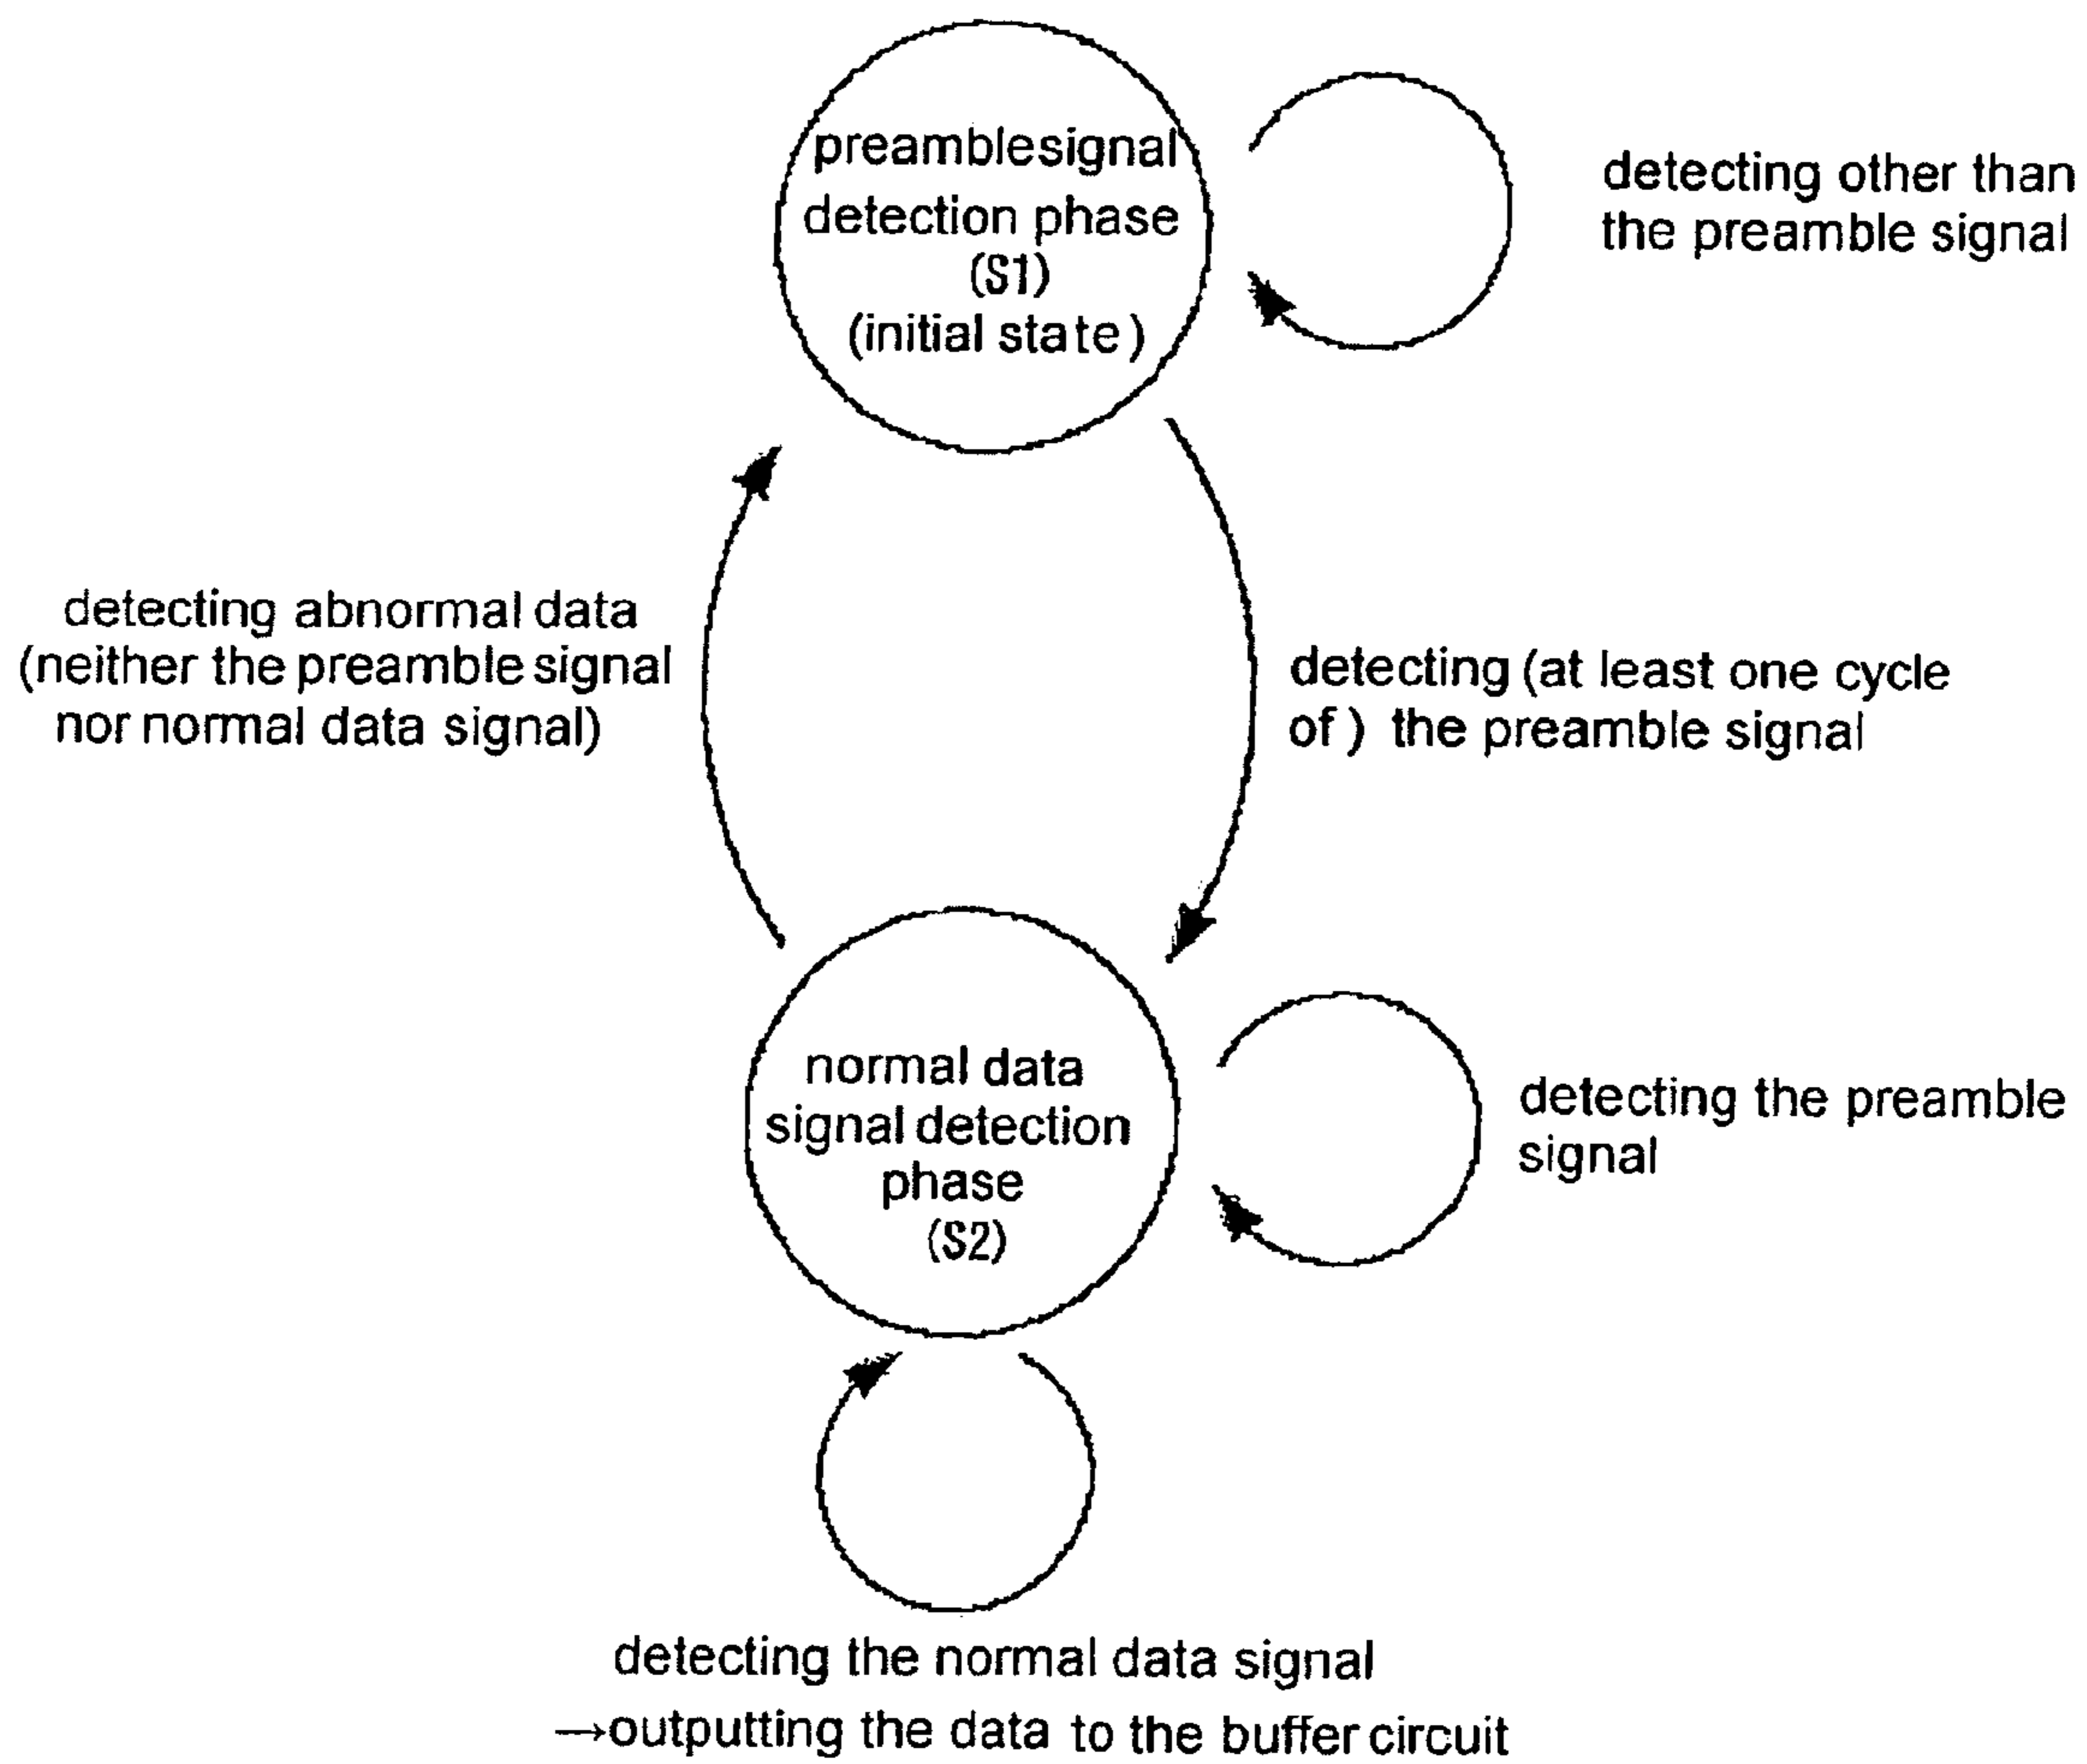 preamblesignal
detection phase
(S1)
(initial state)
detecting other than
the preamble signal
detecting abnormal data
(neither the preamble signal
nor normal data signal)
detecting (at least one cycle
of) the preamble signal
normal data
signal detection
phase
(S2)
detecting the preamble
signal
detecting the normal data signal
→outputting the data to the buffer circuit